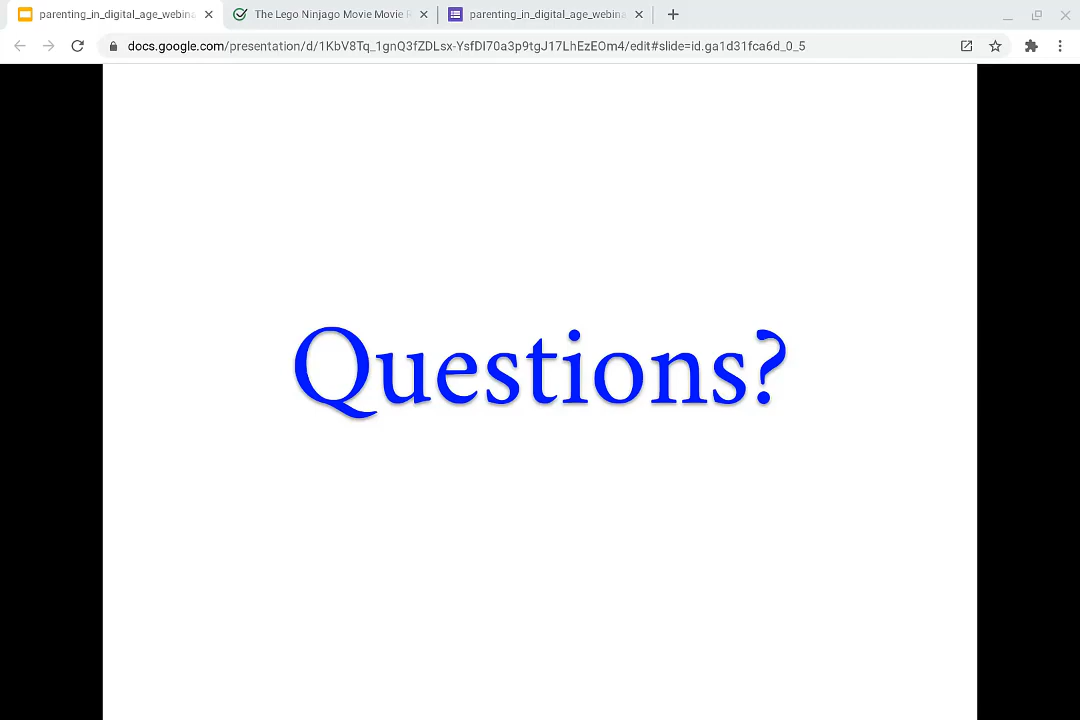 parenting_in_digital_age_webina
The Lego Ninjago Movie Movie R
parenting_in_digital_age_webina
docs.google.com/presentation/d/1KbV8Tq_1gnQ3fZDLsx-YsfDI70a3p9tgJ17LhEzEOm4/edit#slide=id.ga1d31fca6d_0_5
Questions?